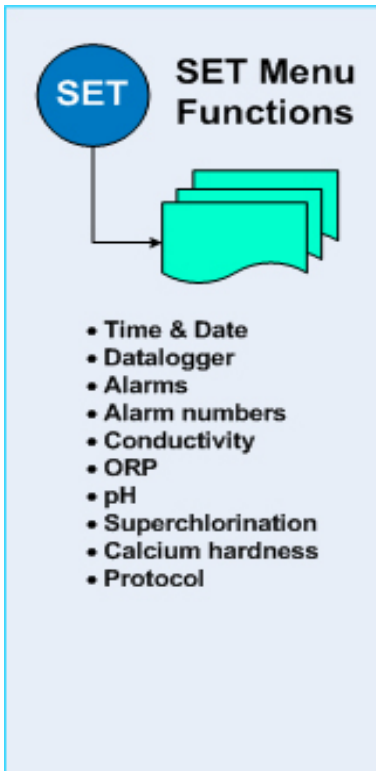 SET
SET Menu
Functions
• Time & Date
• Datalogger
• Alarms
• Alarm numbers
• Conductivity
• ORP
• pH
• Superchlorination
• Calcium hardness
• Protocol